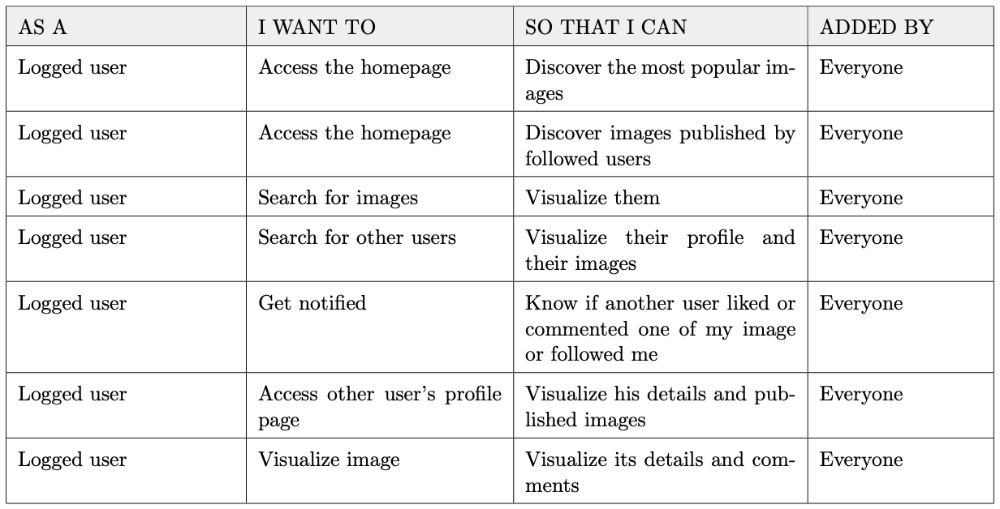 AS A I WANT TO SO THAT I CAN ADDED BY
Logged user Access the homepage Discover the most popular im-
ages Everyone
Logged user Access the homepage Discover images published by
followed users Everyone
Logged user Search for images Visualize them Everyone
Logged user Search for other users Visualize their profile and
their images Everyone
Logged user Get notified Know if another user liked or
commented one of my image
or followed me Everyone
Logged user Access other user's profile
page Visualize his details and pub-
lished images Everyone
Logged user Visualize image Visualize its details and com-
ments Everyone